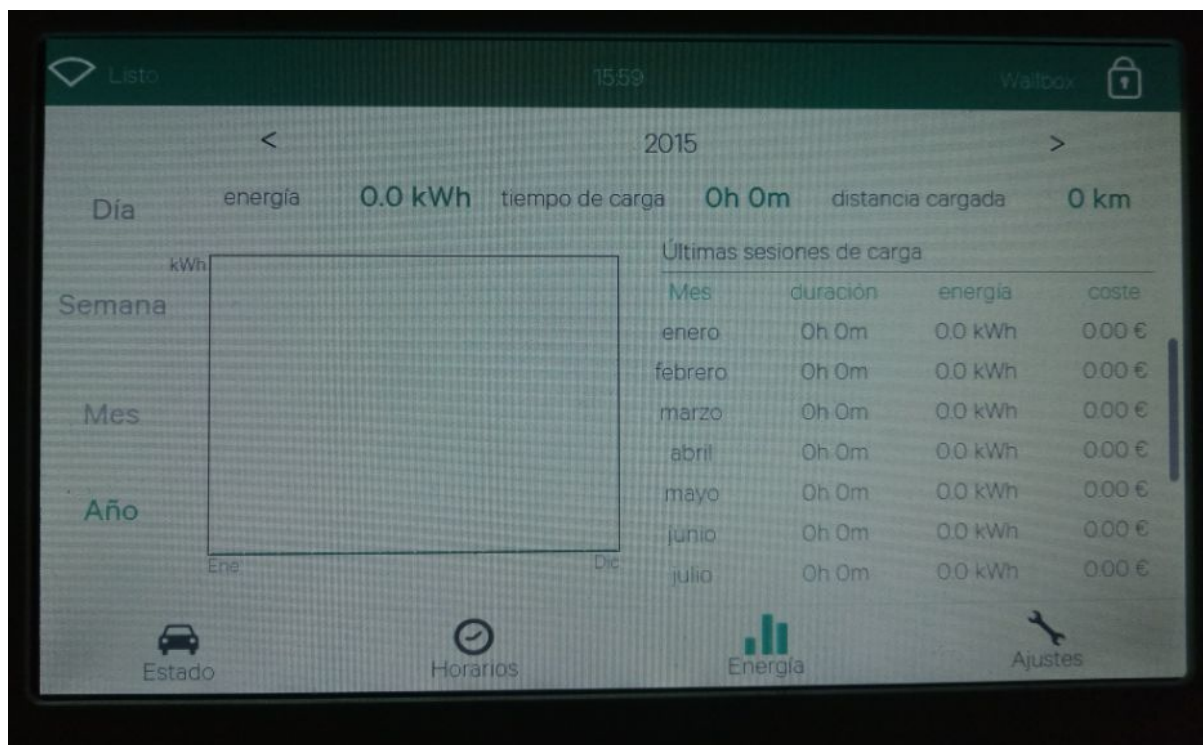 Listo 15:59 Wallbox
< 2015 >
energía 0.0 kWh tiempo de carga 0h 0m distancia cargada 0 km
Día
Semana
Mes
Año
kWh
Ene Dic
Últimas sesiones de carga
Mes duración energía coste
enero 0h 0m 0.0 kWh 0.00 €
febrero 0h 0m 0.0 kWh 0.00 €
marzo 0h 0m 0.0 kWh 0.00 €
abril 0h 0m 0.0 kWh 0.00 €
mayo 0h 0m 0.0 kWh 0.00 €
junio 0h 0m 0.0 kWh 0.00 €
julio 0h 0m 0.0 kWh 0.00 €
Estado Horarios Energía Ajustes